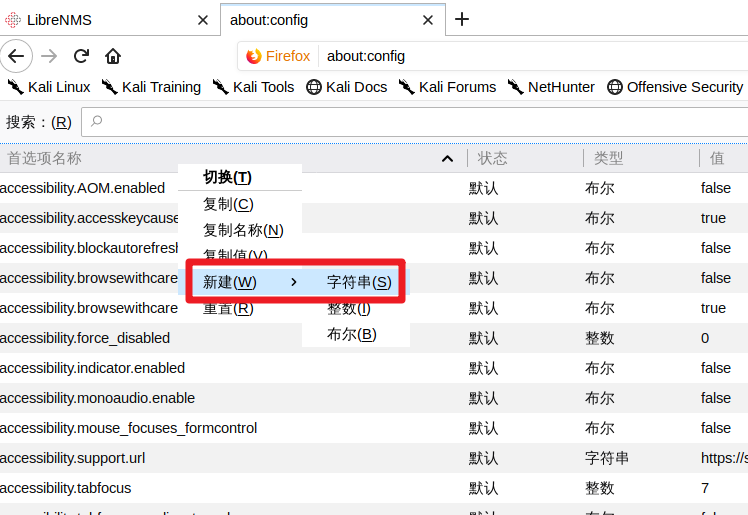 LibreNMS
about:config
Firefox about:config
Kali Linux Kali Training Kali Tools Kali Docs Kali Forums NetHunter Offensive Security
搜索：(R)
首选项名称 状态 类型 值
切换(T)
accessibility.AOM.enabled 默认 布尔 false
复制(C)
accessibility.accesskeycause 默认 布尔 true
复制名称(N)
accessibility.blockautorefresh 默认 布尔 false
复制值(V)
accessibility.browsewithcare 默认 布尔 false
新建(W) 字符串(S)
accessibility.browsewithcare 默认 布尔 true
重置(R) 整数(I)
布尔(B)
accessibility.force_disabled 默认 整数 0
accessibility.indicator.enabled 默认 布尔 false
accessibility.monoaudio.enable 默认 布尔 false
accessibility.mouse_focuses_formcontrol 默认 布尔 false
accessibility.support.url 默认 字符串 https://s
accessibility.tabfocus 默认 整数 7